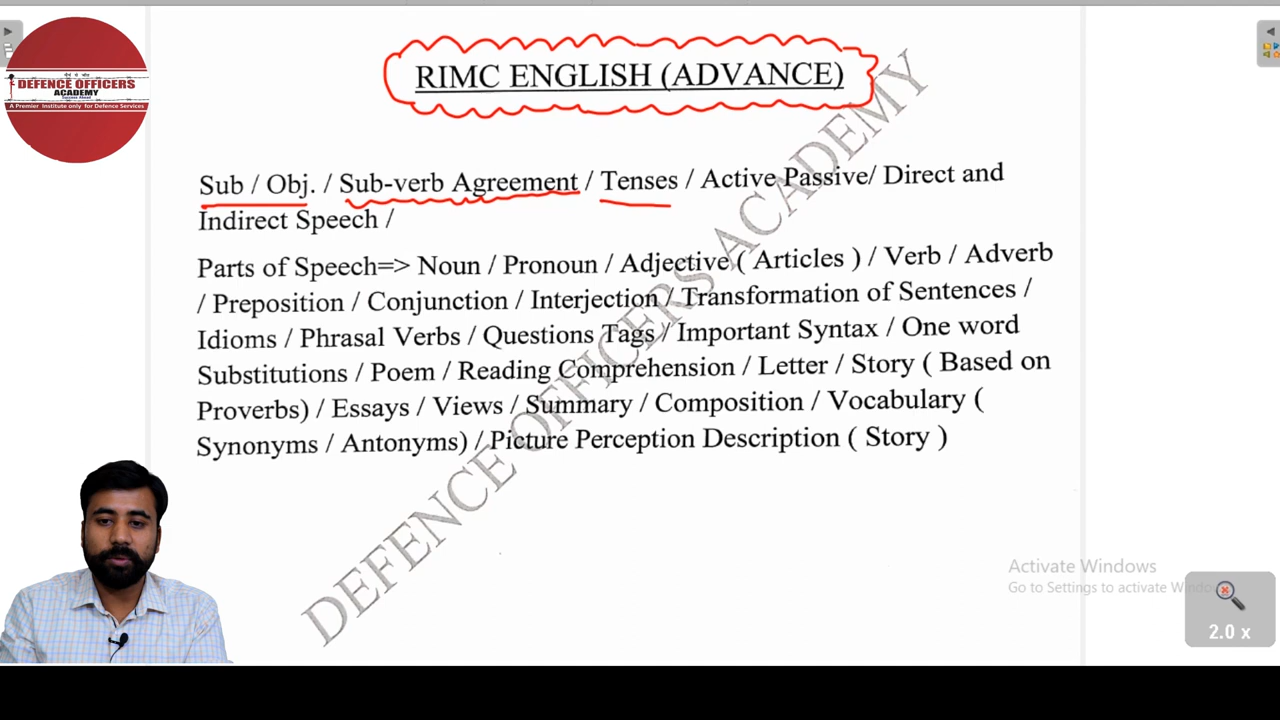 DEFENCE OFFICERS
ACADEMY
Success Ahead
A Premier Institute only for Defence Services
RIMC ENGLISH (ADVANCE)
Sub / Obj. / Sub-verb Agreement / Tenses / Active Passive/ Direct and
Indirect Speech /
Parts of Speech=> Noun / Pronoun / Adjective ( Articles ) / Verb / Adverb
/ Preposition / Conjunction / Interjection / Transformation of Sentences /
Idioms / Phrasal Verbs / Questions Tags / Important Syntax / One word
Substitutions / Poem / Reading Comprehension / Letter / Story ( Based on
Proverbs) / Essays / Views / Summary / Composition / Vocabulary (
Synonyms / Antonyms) / Picture Perception Description ( Story )
DEFENCE OFFICERS ACADEMY
Activate Windows
Go to Settings to activate Windo
2.0 x